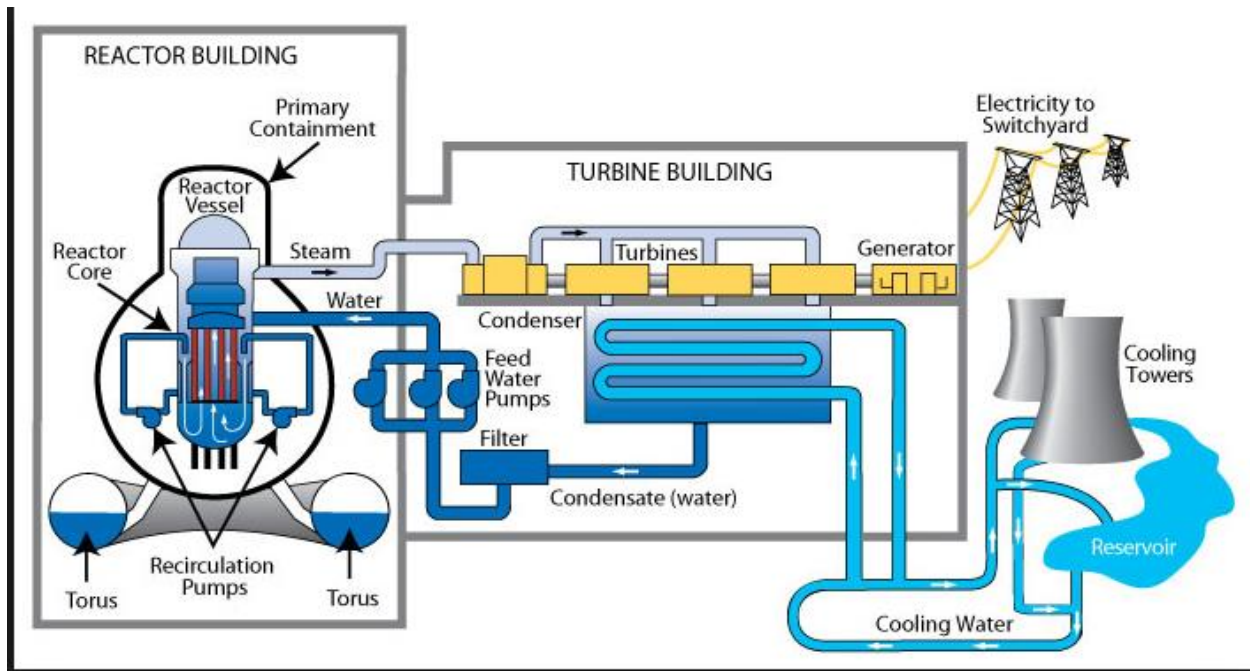 REACTOR BUILDING
Primary
Containment
Reactor
Vessel
Reactor
Core
Steam
Water
Feed
Water
Pumps
Filter
Condensate (water)
Recirculation
Pumps
Torus
Torus
TURBINE BUILDING
Turbines
Generator
Condenser
Electricity to
Switchyard
Cooling
Towers
Reservoir
Cooling Water